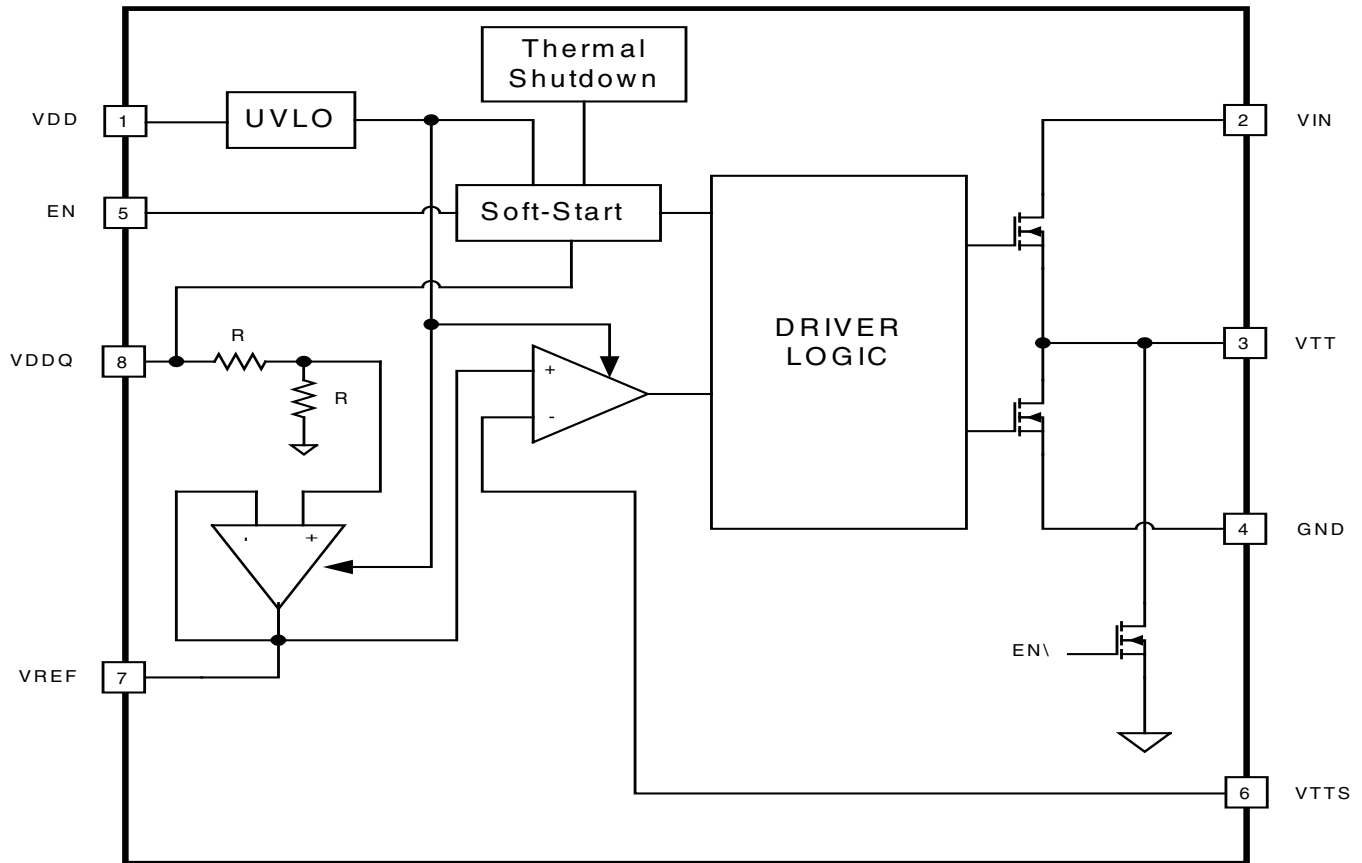 Thermal
Shutdown
VDD
1
UVLO
2
VIN
EN
5
Soft-Start
DRIVER
LOGIC
R
VDDQ
8
R
+
-
3
VTT
-
+
4
GND
EN\
VREF
7
6
VTTS